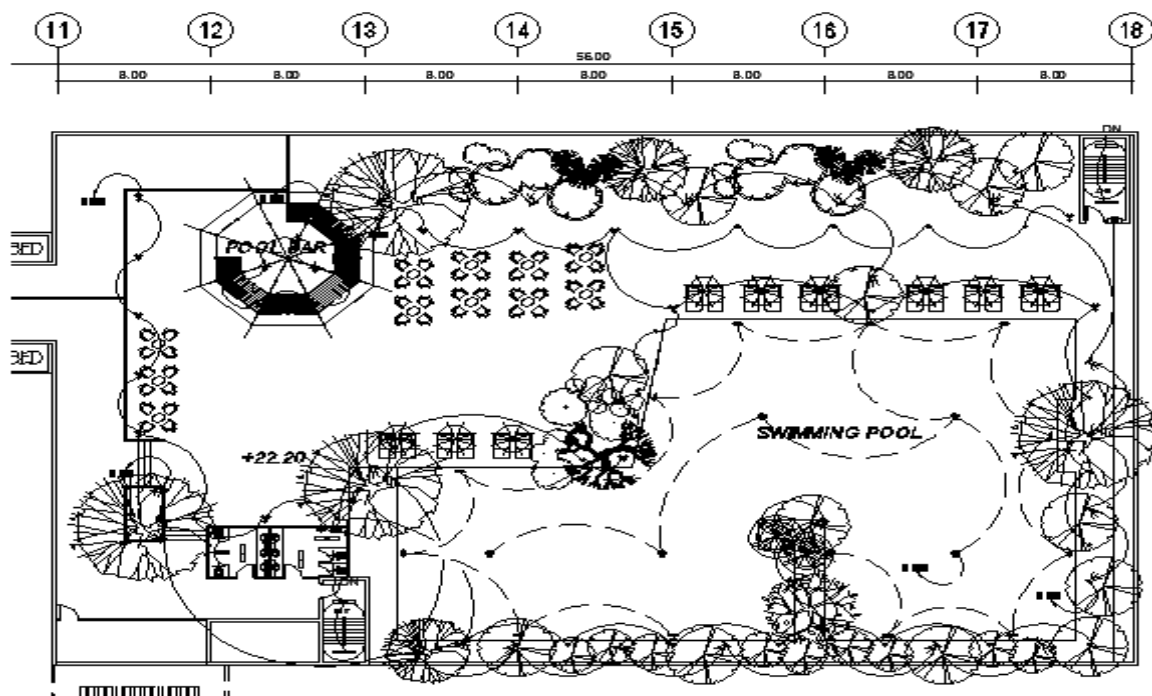 11 12 13 14 15 16 17 18
56.00
8.00 8.00 8.00 8.00 8.00 8.00 8.00
DN
BED
POOL BAR
BED
SWIMMING POOL
+22.20
DN